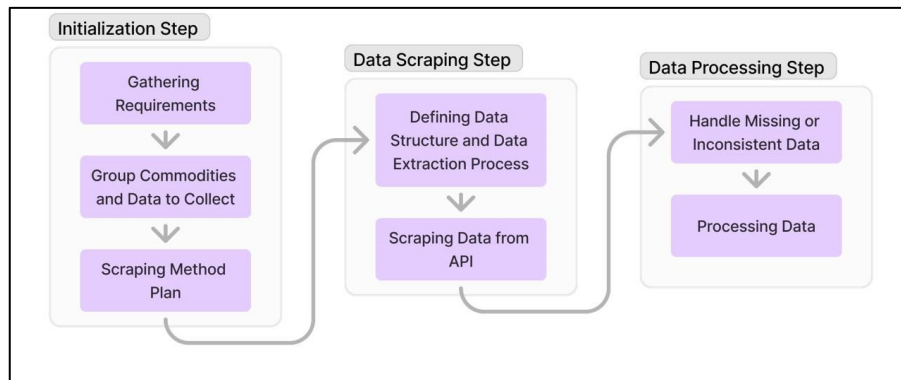 Initialization Step
Gathering
Requirements
Group Commodities
and Data to Collect
Scraping Method
Plan
Data Scraping Step
Defining Data
Structure and Data
Extraction Process
Scraping Data from
API
Data Processing Step
Handle Missing or
Inconsistent Data
Processing Data